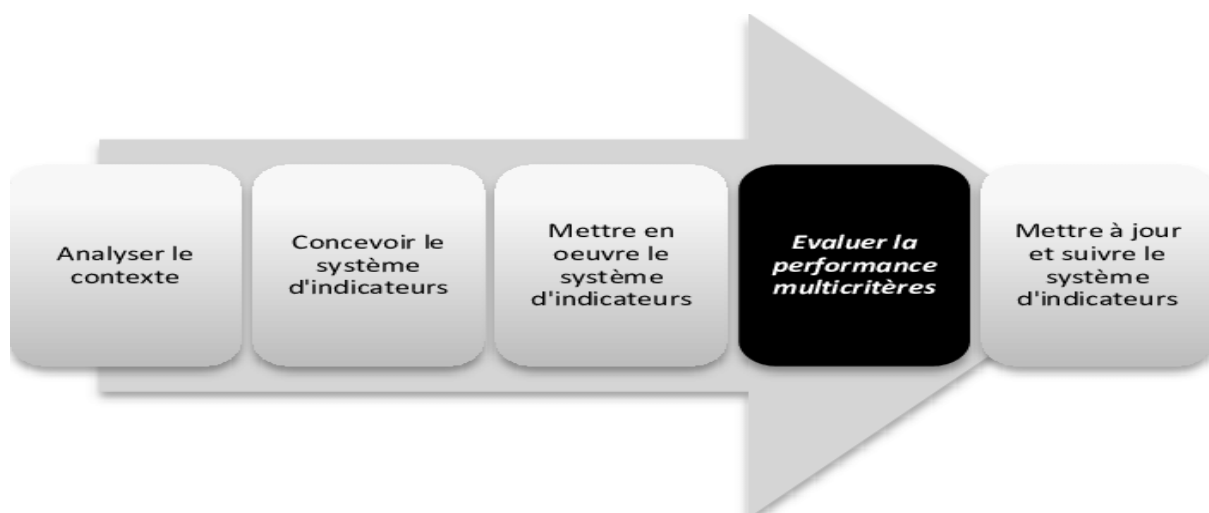 Analyser le
contexte
Concevoir le
système
d'indicateurs
Mettre en
oeuvre le
système
d'indicateurs
Evaluer la
performance
multicritères
Mettre à jour
et suivre le
système
d'indicateurs